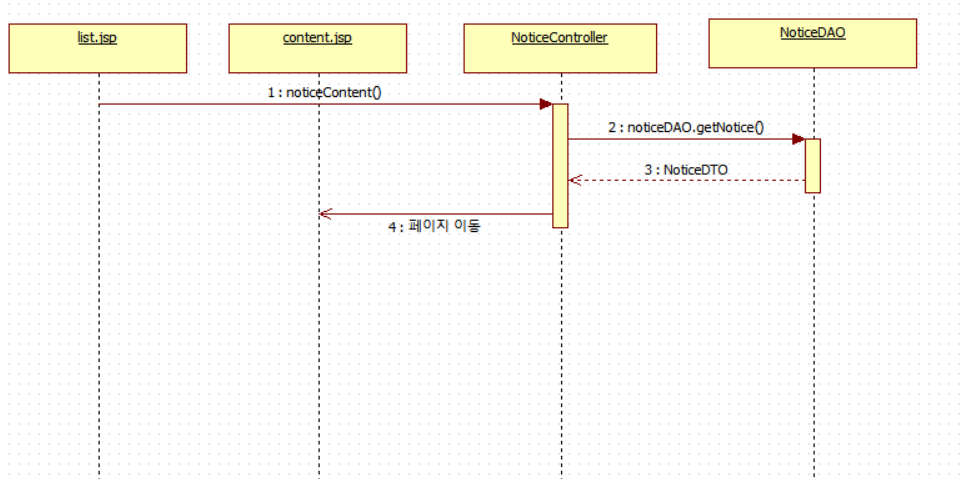 list.jsp
content.jsp
NoticeController
NoticeDAO
1 : noticeContent()
2 : noticeDAO.getNotice()
3 : NoticeDTO
4 : 페이지 이동